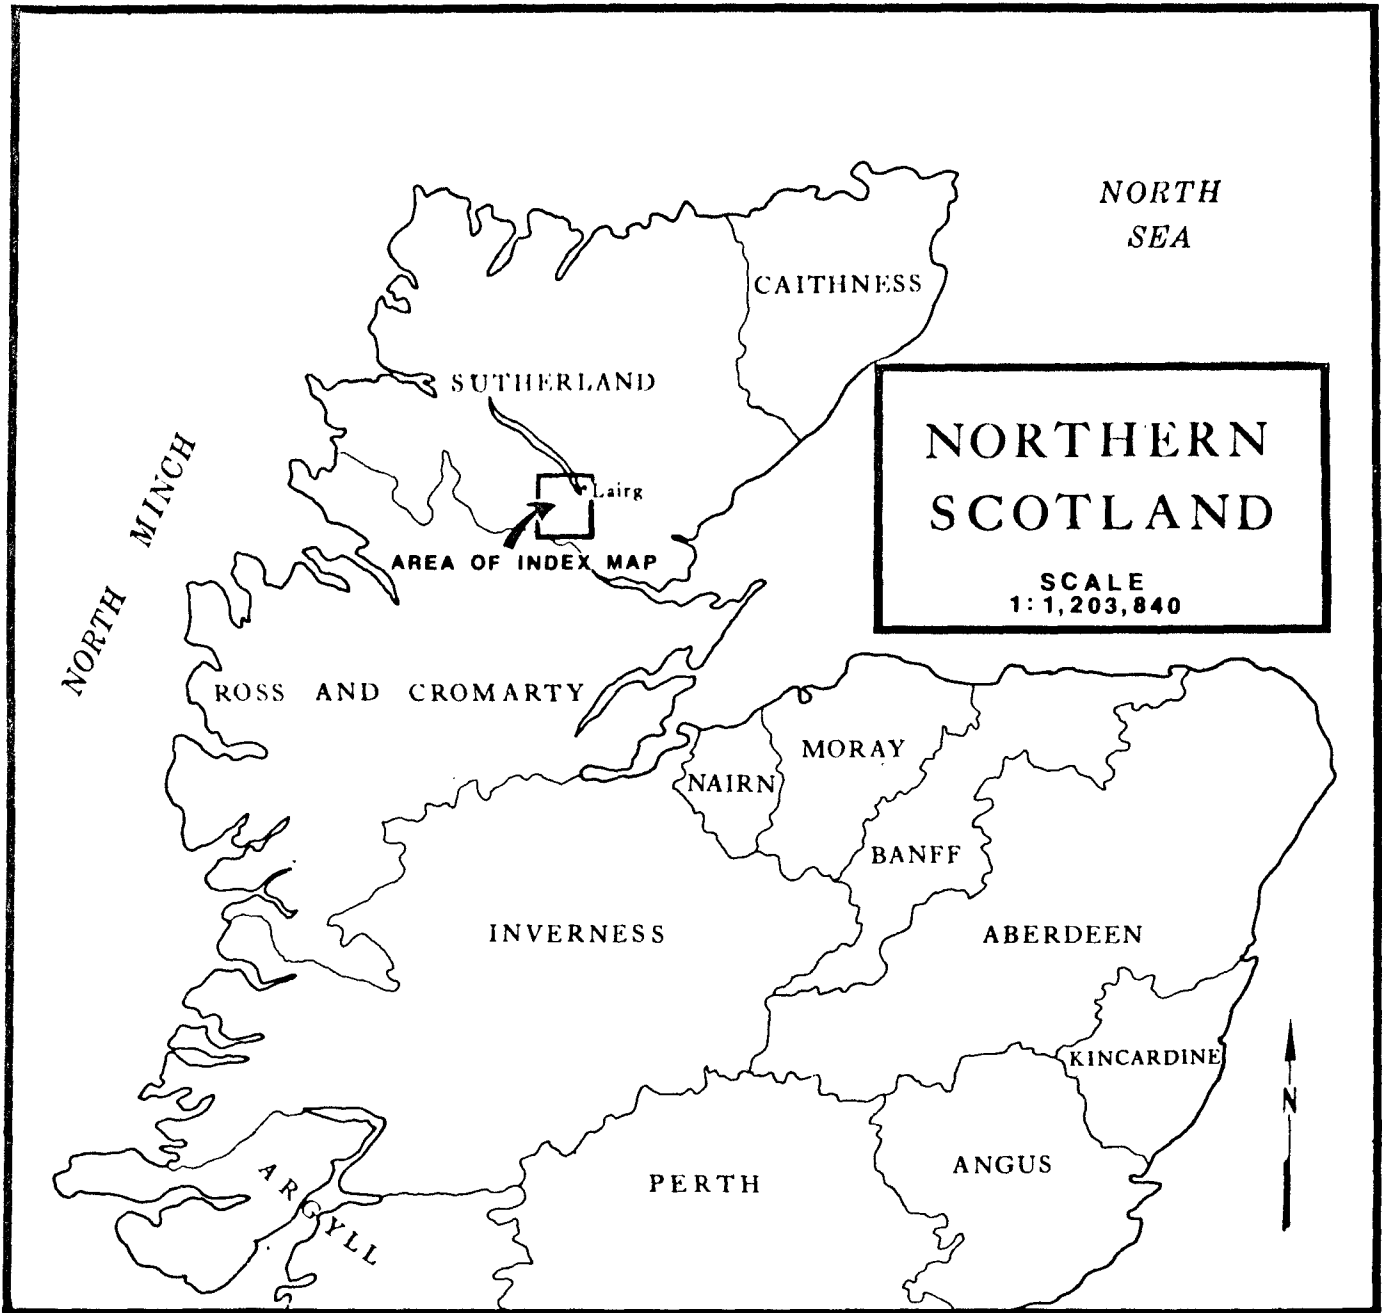 NORTH
SEA
CAITHNESS
SUTHERLAND
NORTHERN
SCOTLAND
SCALE
1:1,203,840
Lairg
AREA OF INDEX MAP
NORTH MINCH
ROSS AND CROMARTY
MORAY
NAIRN
BANFF
INVERNESS
ABERDEEN
KINCARDINE
N
ANGUS
PERTH
ARGYLL